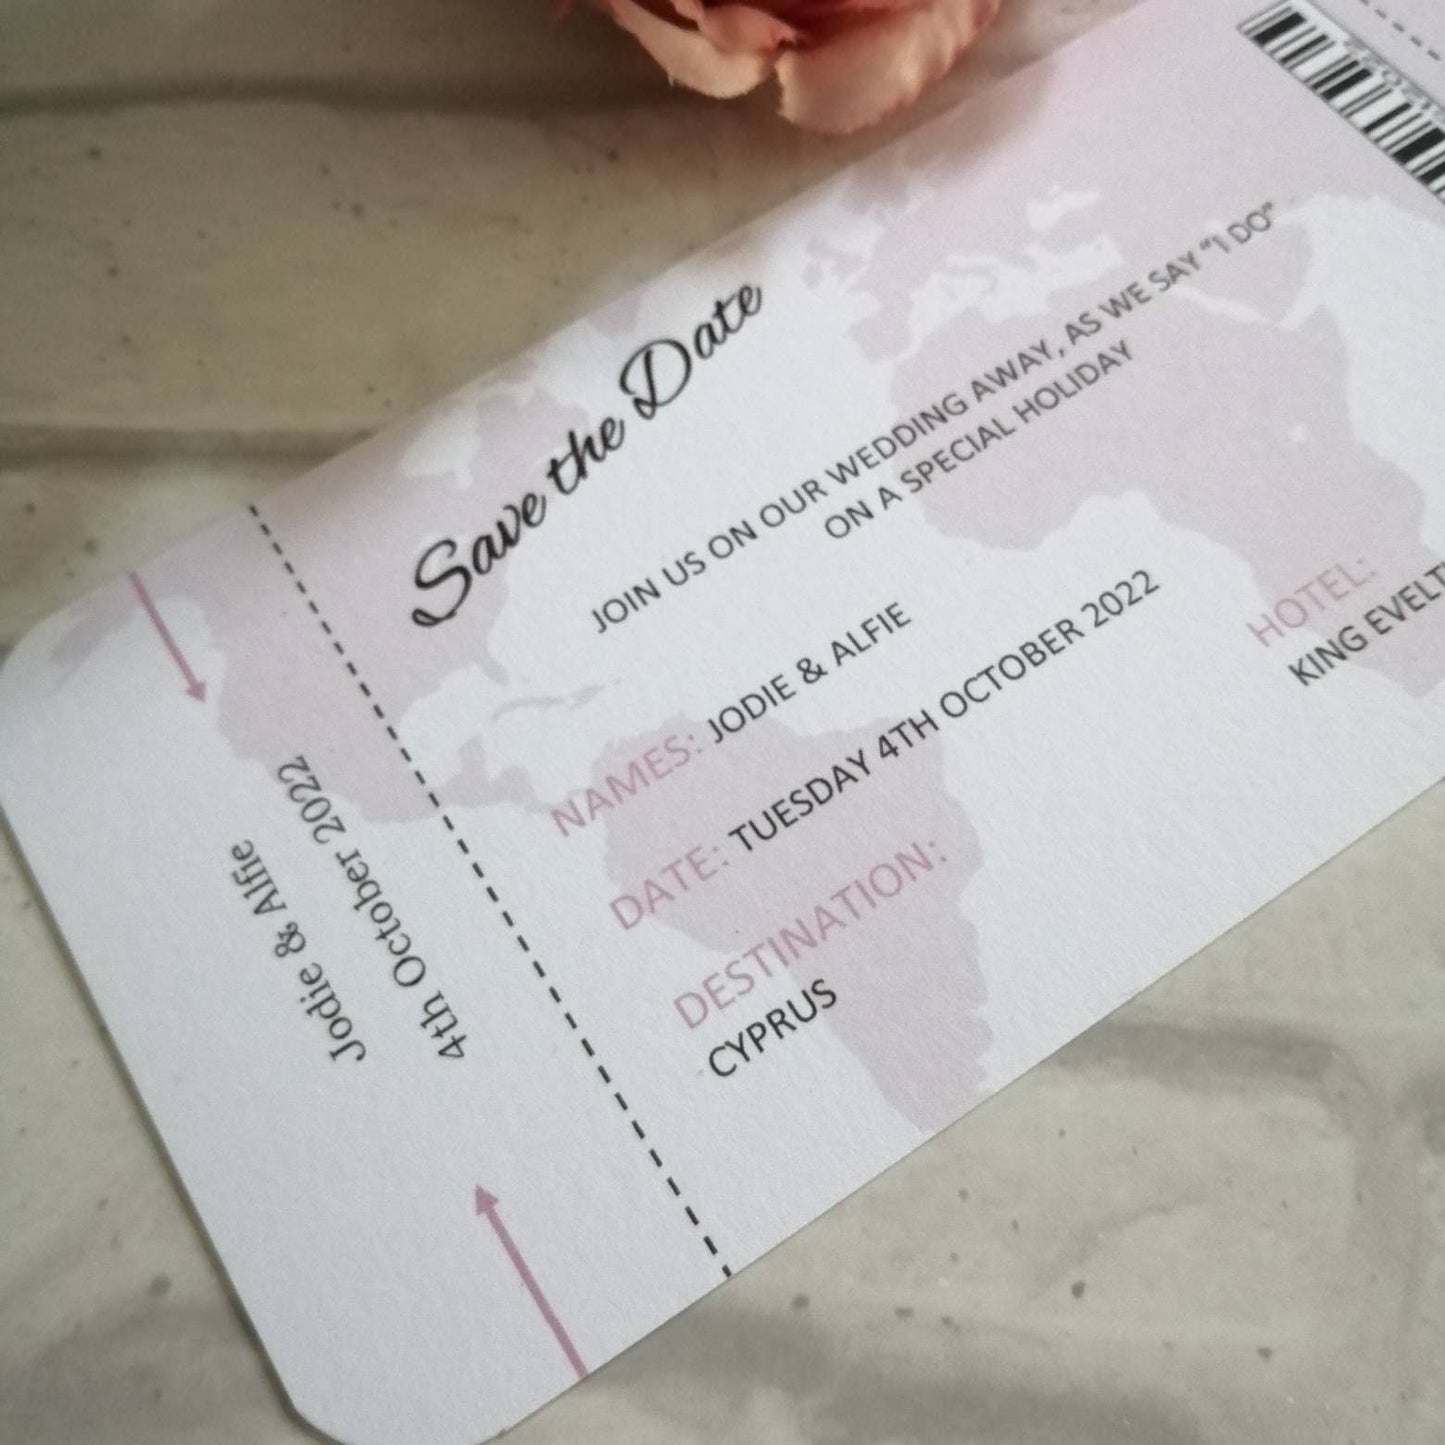 Save the Date
JOIN US ON OUR WEDDING AWAY, AS WE SAY "I DO"
ON A SPECIAL HOLIDAY
NAMES: JODIE & ALFIE
DATE: TUESDAY 4TH OCTOBER 2022
DESTINATION:
CYPRUS
HOTEL:
KING
Jodie & Alfie
4th October 2022